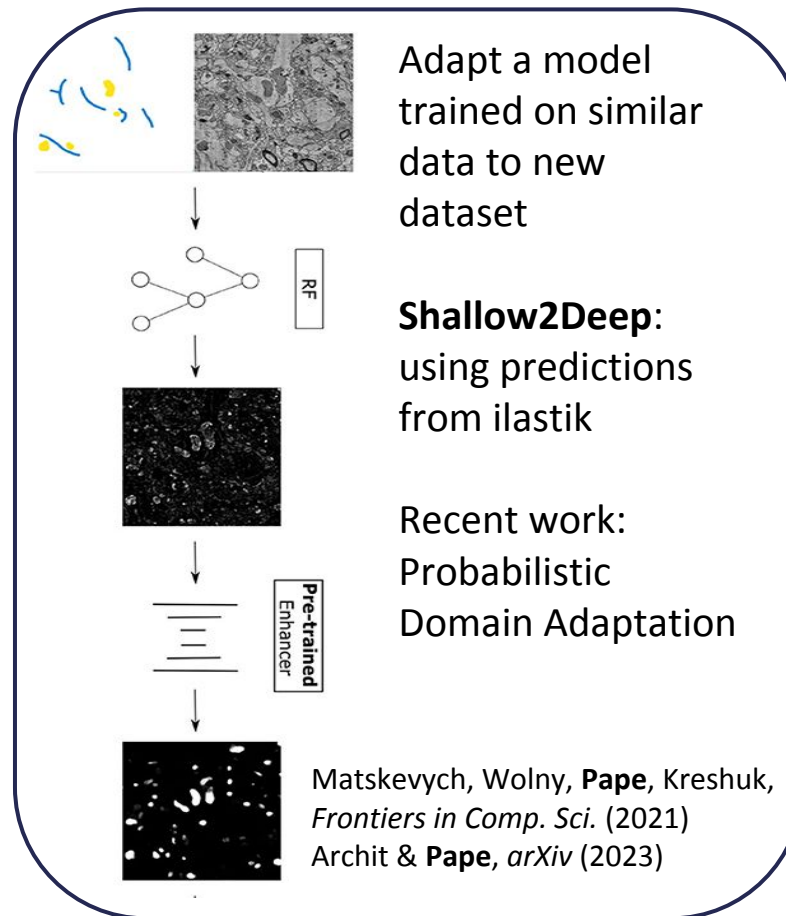 Adapt a model
trained on similar
data to new
dataset
RF
Shallow2Deep:
using predictions
from ilastik
Recent work:
Probabilistic
Domain Adaptation
Pre-trained
Enhancer
Matskevych, Wolny, Pape, Kreshuk,
Frontiers in Comp. Sci. (2021)
Archit & Pape, arXiv (2023)